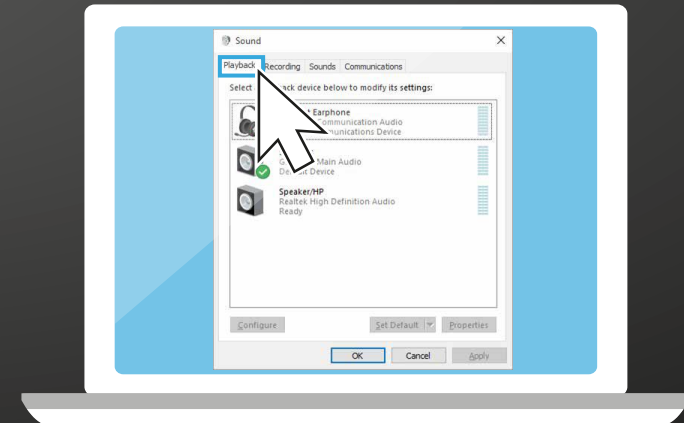 Sound
Playback Recording Sounds Communications
Select ack device below to modify its settings:
Earphone
ommunication Audio
unications Device
G Main Audio
De t Device
Speaker/HP
Realtek High Definition Audio
Ready
Configure Set Default Properties
OK Cancel Apply